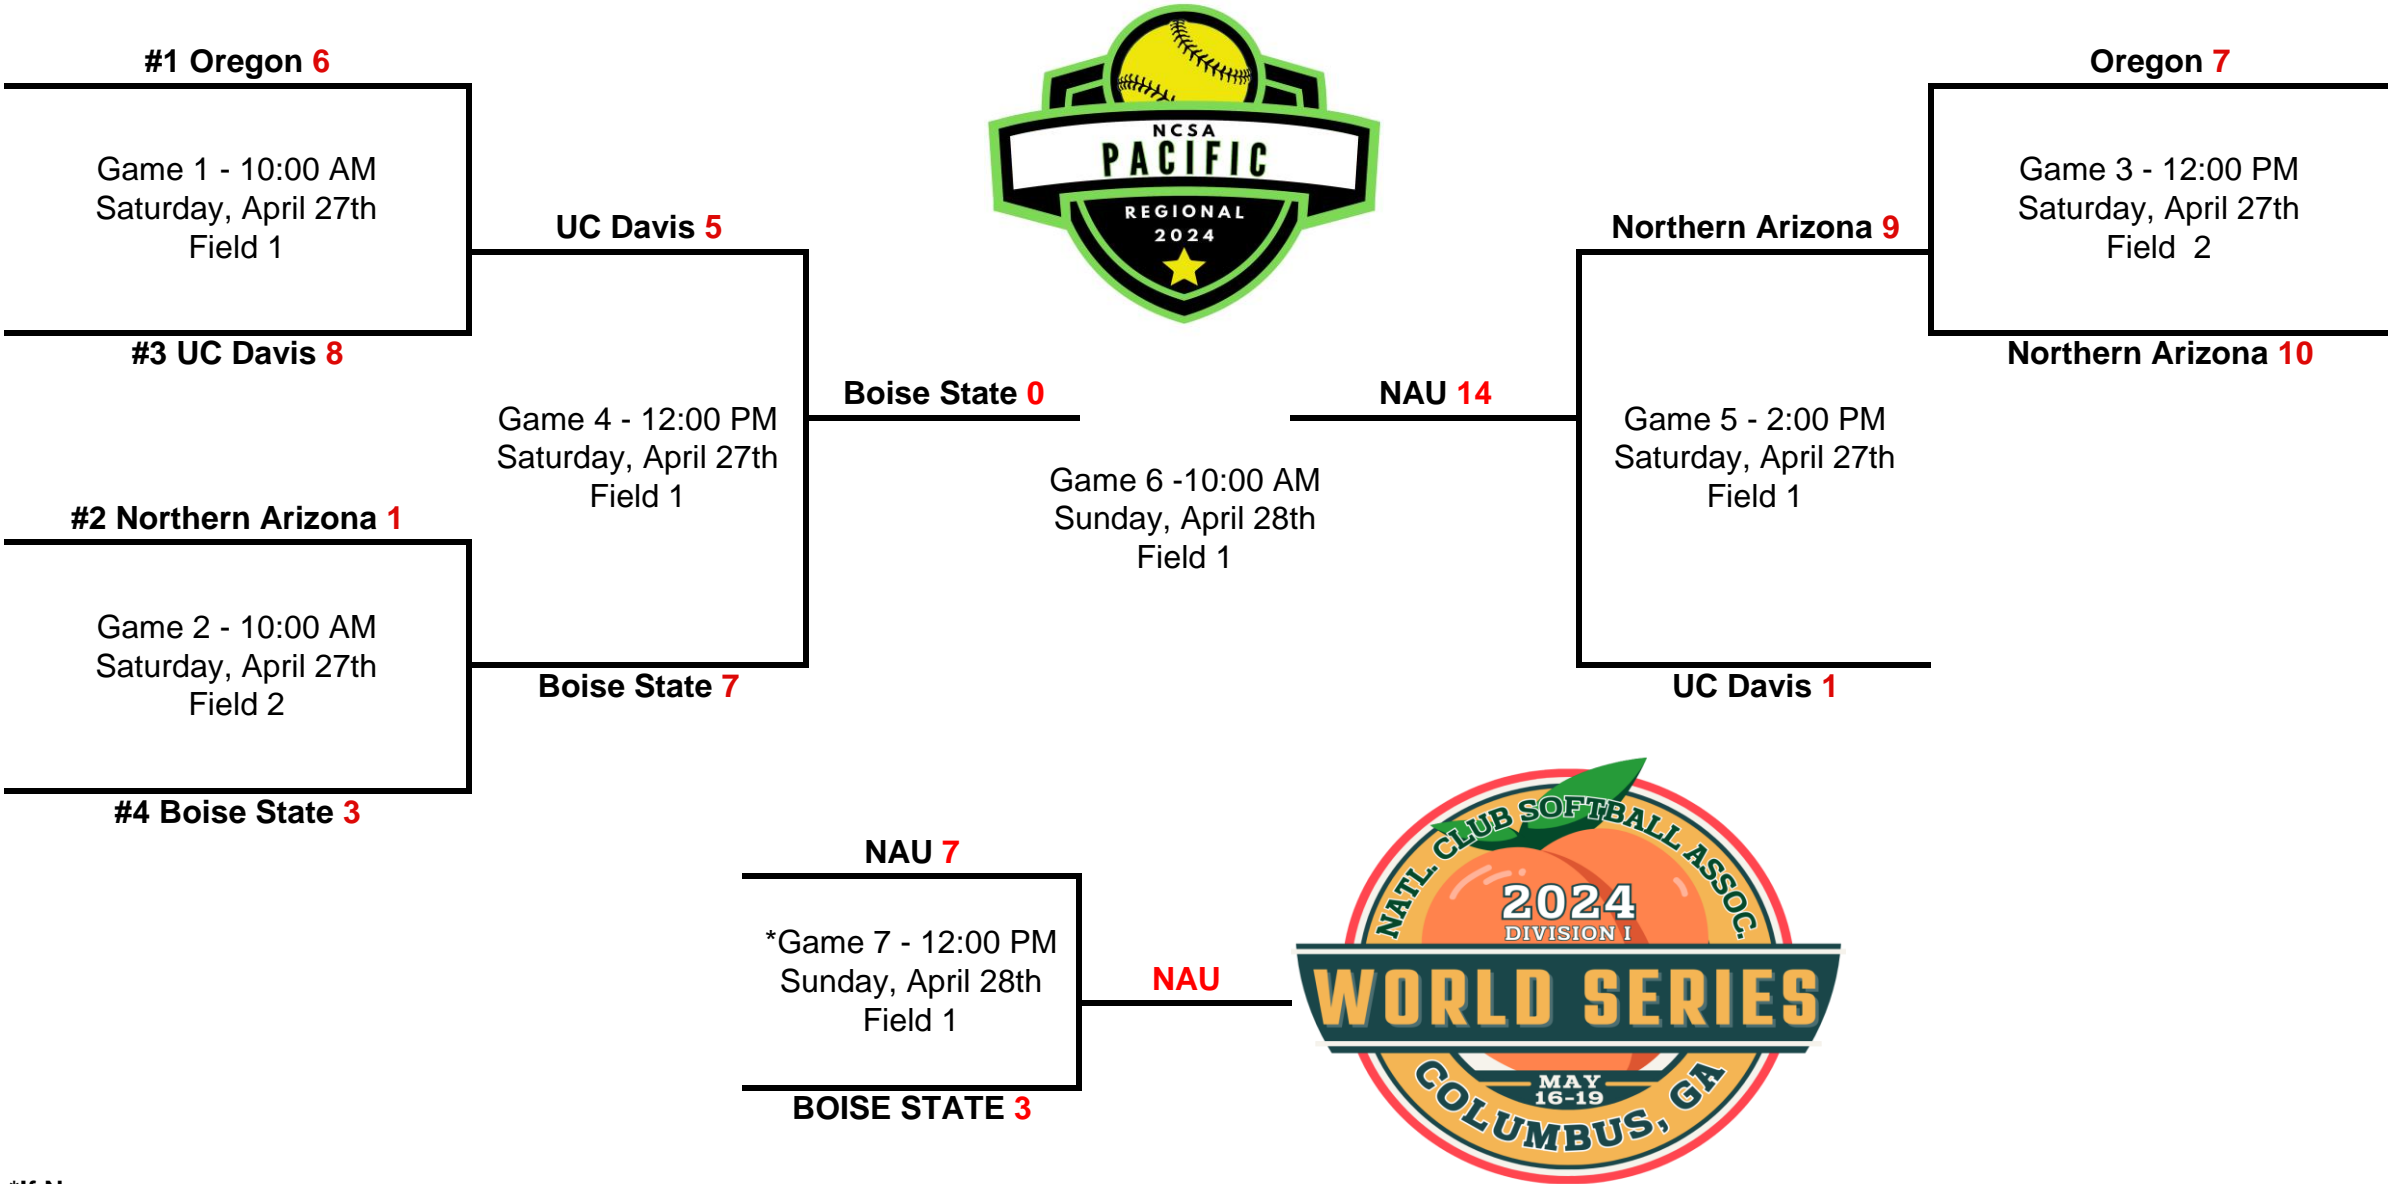 #1 Oregon 6
Game 1 - 10:00 AM
Saturday, April 27th
Field 1
#3 UC Davis 8
UC Davis 5
Game 4 - 12:00 PM
Saturday, April 27th
Field 1
Boise State 7
#2 Northern Arizona 1
Game 2 - 10:00 AM
Saturday, April 27th
Field 2
#4 Boise State 3
Boise State 0
NCSA
PACIFIC
REGIONAL
2024
Game 6 -10:00 AM
Sunday, April 28th
Field 1
NAU 14
Northern Arizona 9
Game 5 - 2:00 PM
Saturday, April 27th
Field 1
UC Davis 1
Oregon 7
Game 3 - 12:00 PM
Saturday, April 27th
Field 2
Northern Arizona 10
NAU 7
*Game 7 - 12:00 PM
Sunday, April 28th
Field 1
BOISE STATE 3
NAU
NATL. CLUB SOFTBALL ASSOC.
2024
DIVISION I
WORLD SERIES
MAY
16-19
COLUMBUS, GA